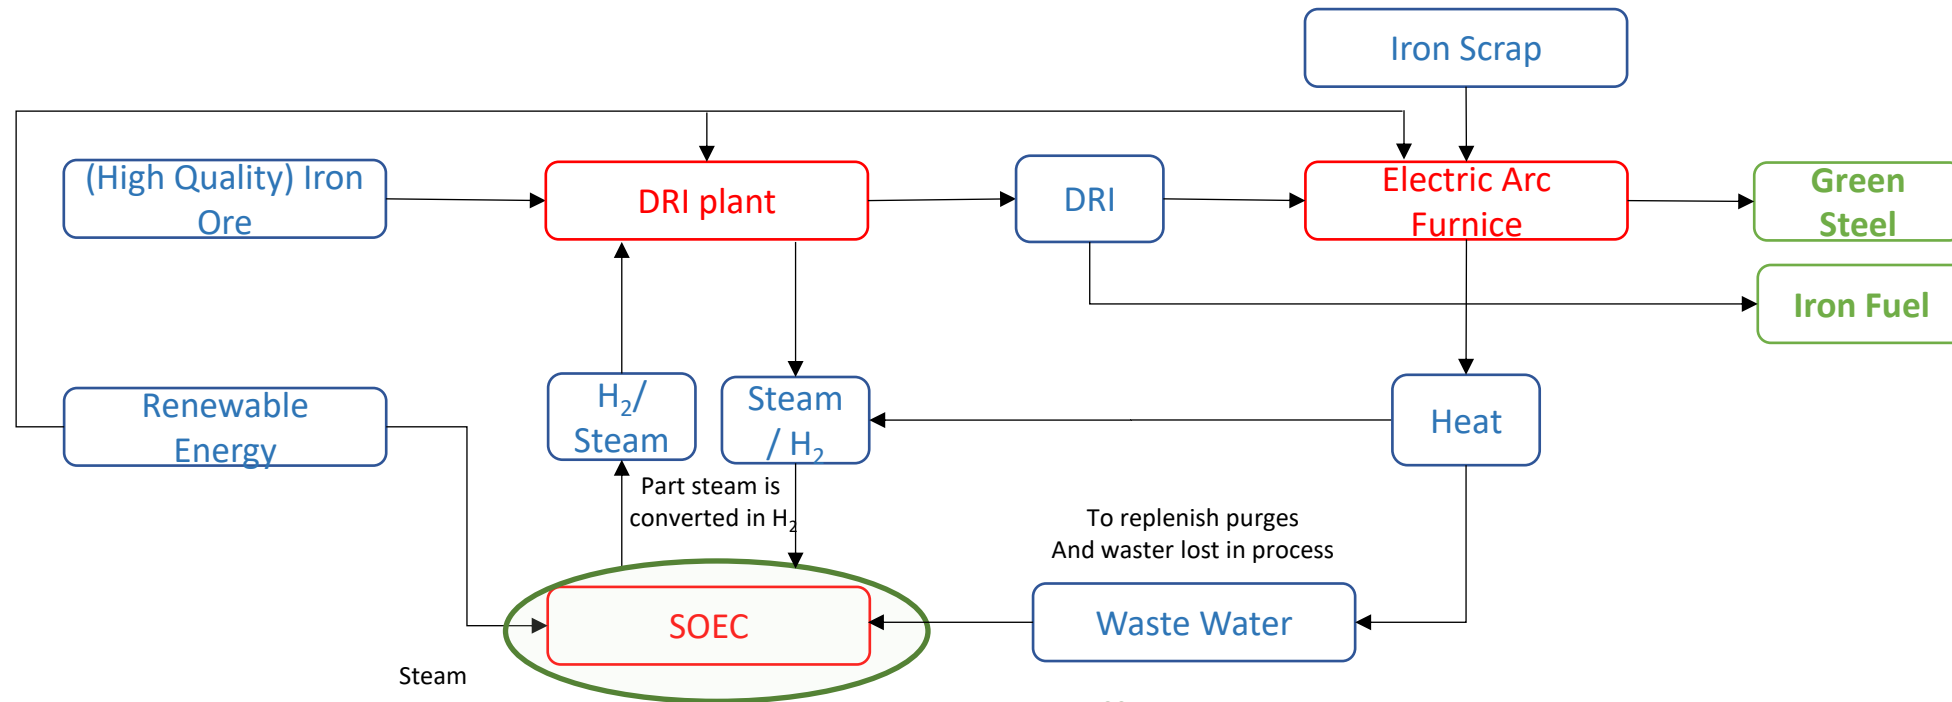 Iron Scrap
(High Quality) Iron
Ore
DRI plant
DRI
Electric Arc
Furnice
Green
Steel
Iron Fuel
Renewable
Energy
H₂/
Steam
Steam
/ H₂
Heat
Part steam is
converted in H₂
To replenish purges
And waster lost in process
SOEC
Waste Water
Steam